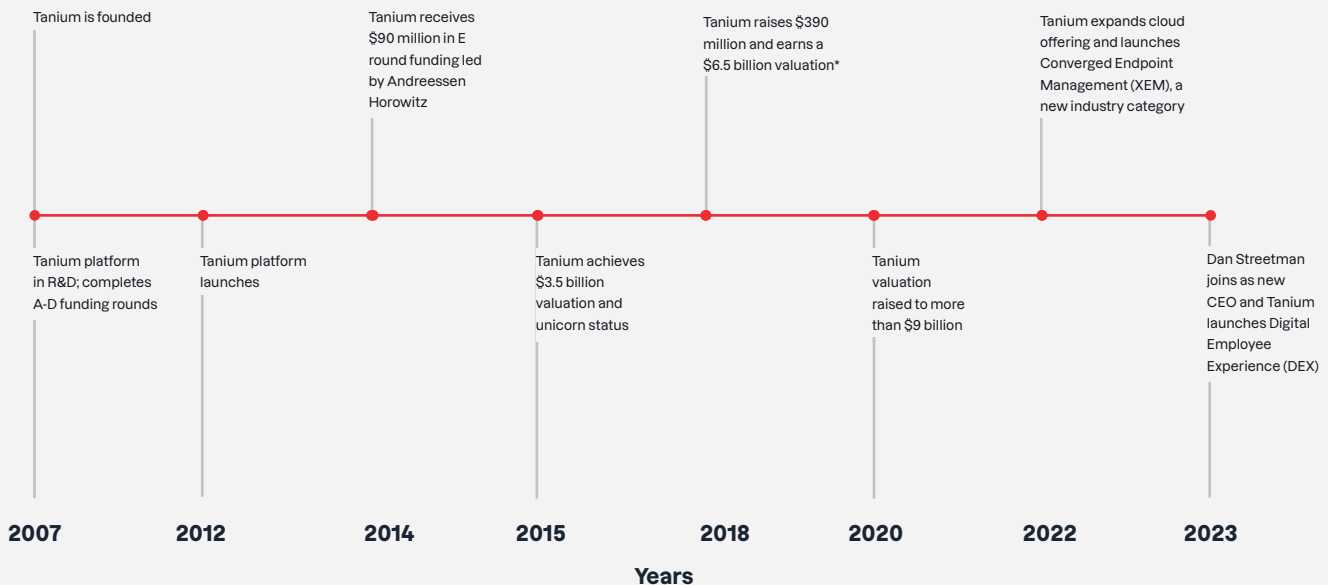 Tanium is founded
Tanium receives
$90 million in E
round funding led
by Andreessen
Horowitz
Tanium raises $390
million and earns a
$6.5 billion valuation*
Tanium expands cloud
offering and launches
Converged Endpoint
Management (XEM), a
new industry category
Tanium platform
in R&D; completes
A-D funding rounds
Tanium platform
launches
Tanium achieves
$3.5 billion
valuation and
unicorn status
Tanium
valuation
raised to more
than $9 billion
Dan Streetman
joins as new
CEO and Tanium
launches Digital
Employee
Experience (DEX)
2007 2012 2014 2015 2018 2020 2022 2023
Years